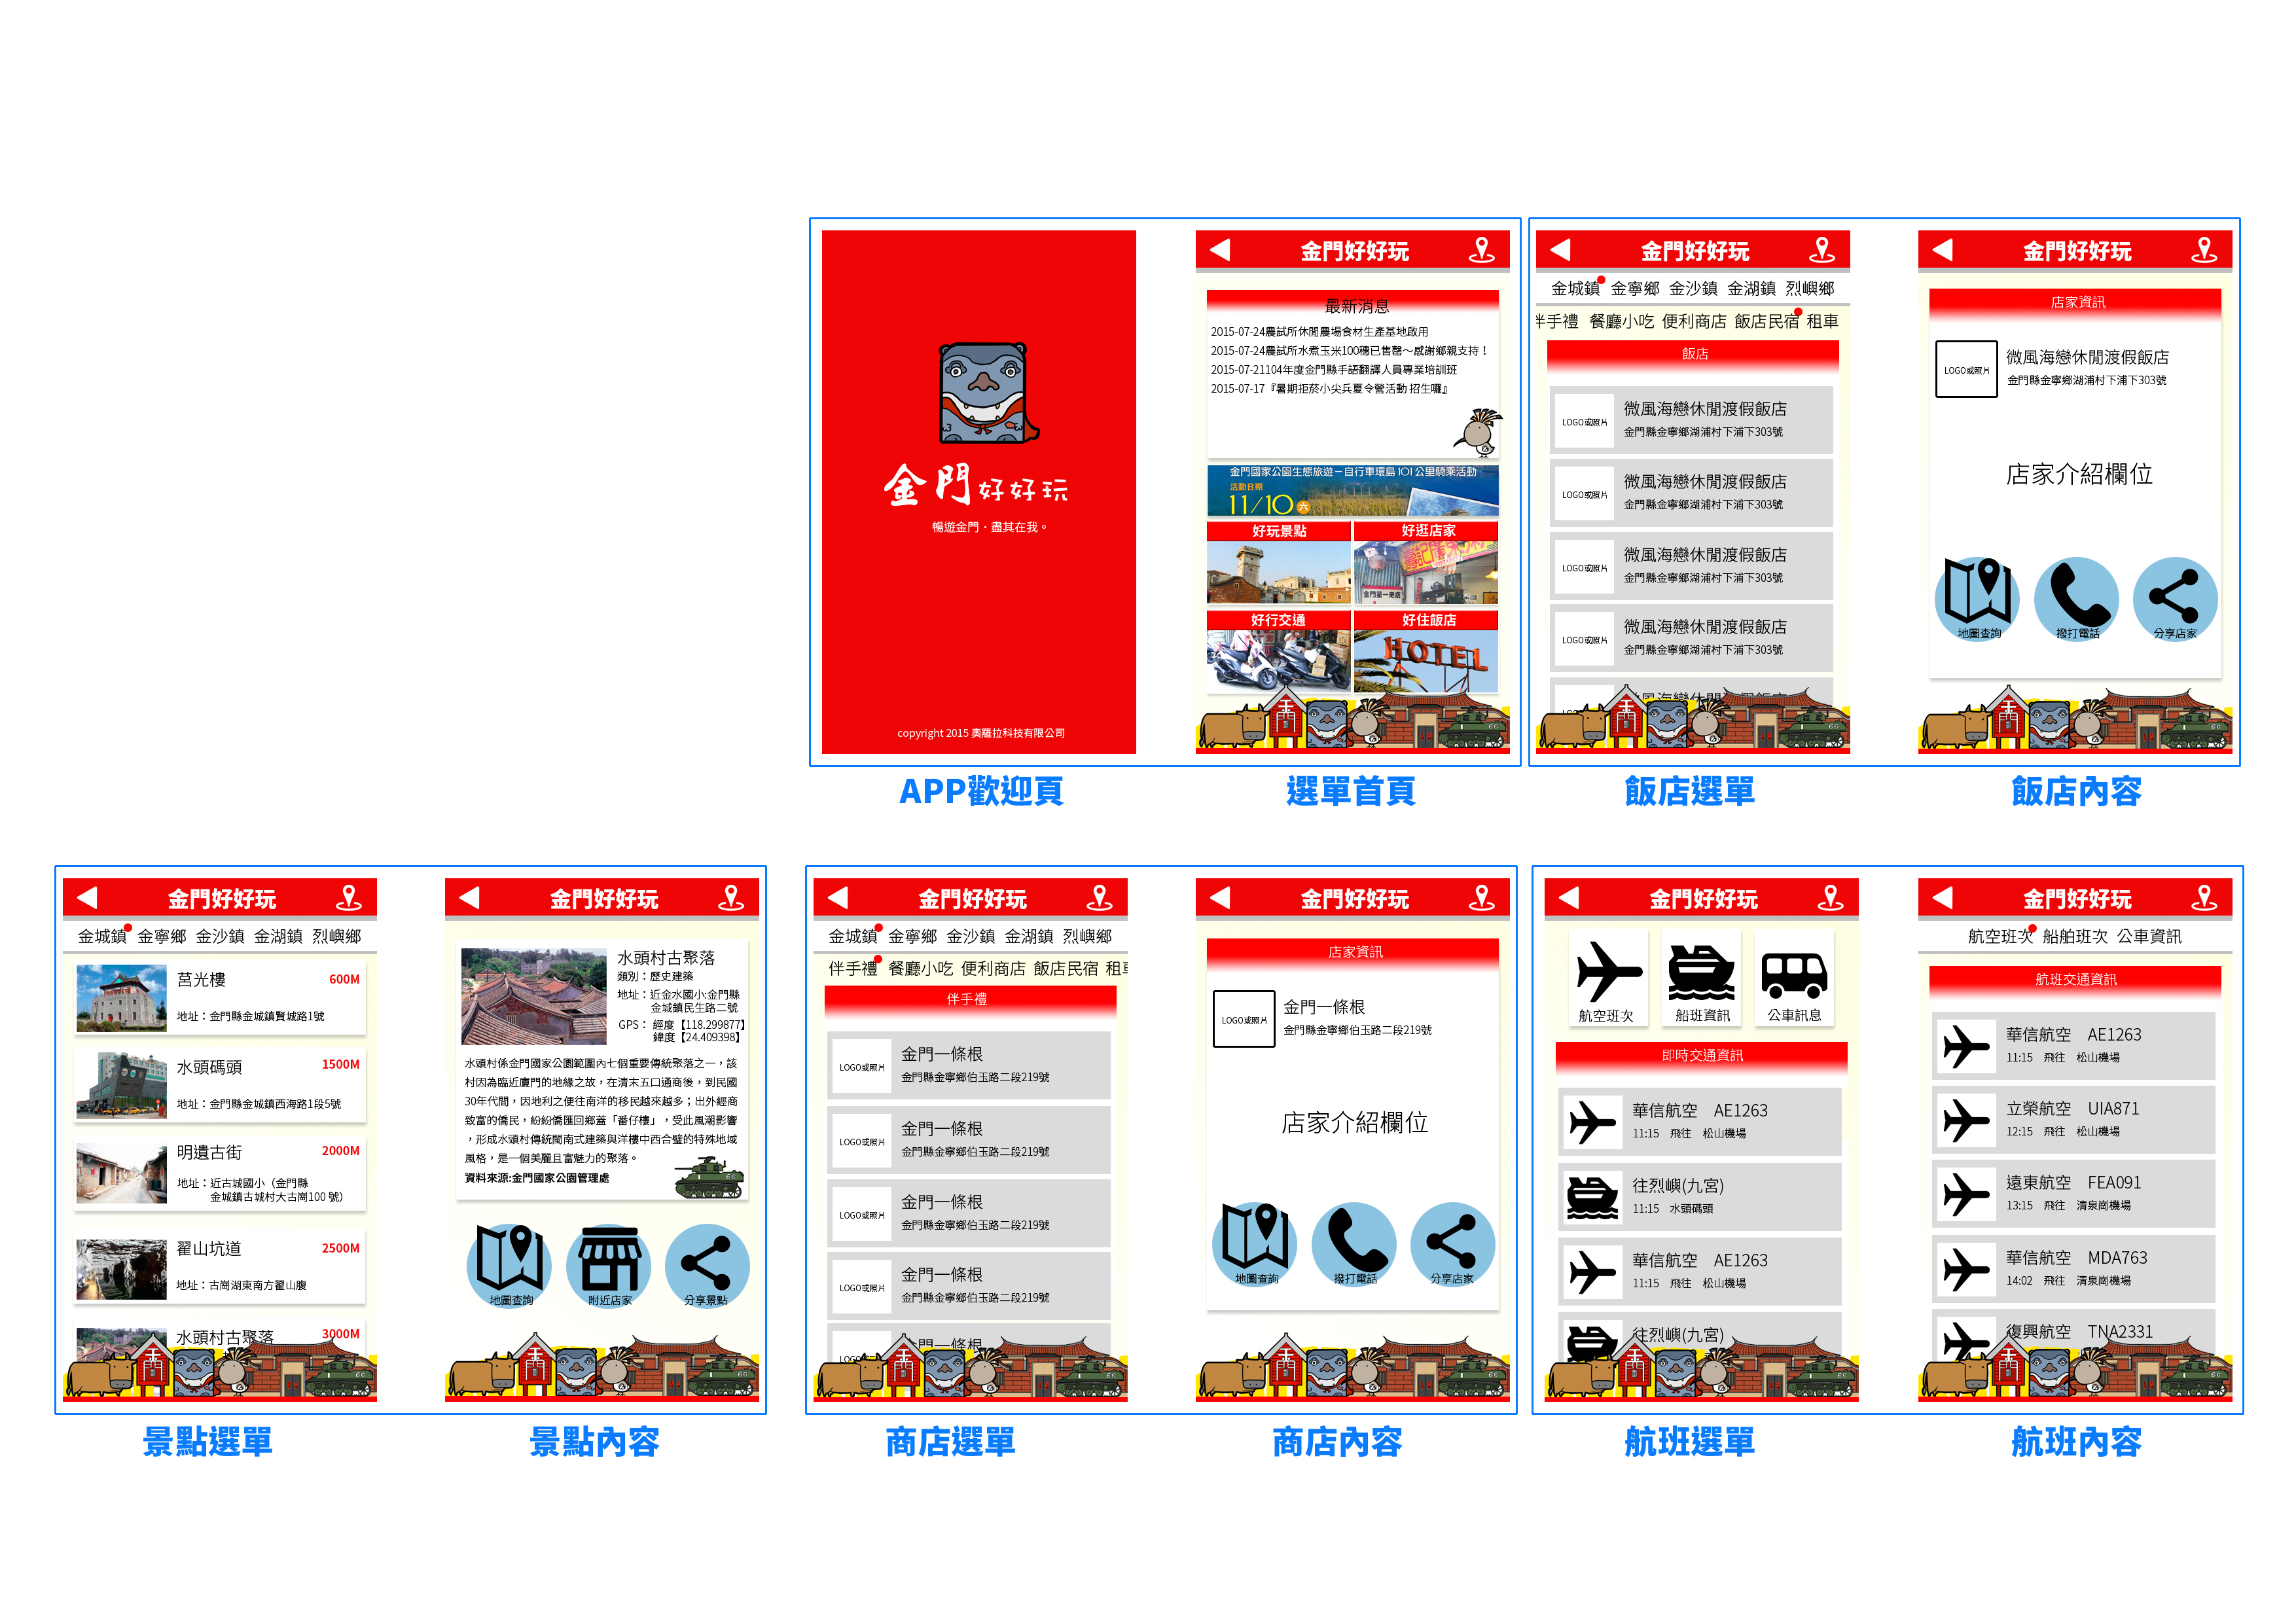 金門好好玩
暢遊金門．盡其在我。
copyright 2015 奧羅拉科技有限公司
APP歡迎頁
金門好好玩
最新消息
2015-07-24農試所休閒農場食材生產基地啟用
2015-07-24農試所水煮玉米100穗已售罄～感謝鄉親支持！
2015-07-21104年度金門縣手語翻譯人員專業培訓班
2015-07-17『暑期拒菸小尖兵夏令營活動 招生囉』
金門國家公園生態旅遊－自行車環島 101 公里騎乘活動
活動日期
11/10 六
好玩景點 好逛店家
金門第一老店
好行交通 好住飯店
HOTEL
選單首頁
金門好好玩
金城鎮 金寧鄉 金沙鎮 金湖鎮 烈嶼鄉
伴手禮 餐廳小吃 便利商店 飯店民宿 租車
飯店
LOGO或照片
微風海戀休閒渡假飯店
金門縣金寧鄉湖浦村下浦下303號
LOGO或照片
微風海戀休閒渡假飯店
金門縣金寧鄉湖浦村下浦下303號
LOGO或照片
微風海戀休閒渡假飯店
金門縣金寧鄉湖浦村下浦下303號
LOGO或照片
微風海戀休閒渡假飯店
金門縣金寧鄉湖浦村下浦下303號
飯店選單
金門好好玩
店家資訊
LOGO或照片
微風海戀休閒渡假飯店
金門縣金寧鄉湖浦村下浦下303號
店家介紹欄位
地圖查詢 撥打電話 分享店家
飯店內容
金門好好玩
金城鎮 金寧鄉 金沙鎮 金湖鎮 烈嶼鄉
莒光樓 600M
地址：金門縣金城鎮賢城路1號
水頭碼頭 1500M
地址：金門縣金城鎮西海路1段5號
明遺古街 2000M
地址：近古城國小（金門縣
金城鎮古城村大古崗100 號）
翟山坑道 2500M
地址：古崗湖東南方翟山腹
水頭村古聚落 3000M
景點選單
金門好好玩
水頭村古聚落
類別：歷史建築
地址：近金水國小:金門縣
金城鎮民生路二號
GPS： 經度【118.299877】
緯度【24.409398】
水頭村係金門國家公園範圍內七個重要傳統聚落之一，該
村因為臨近廈門的地緣之故，在清末五口通商後，到民國
30年代間，因地利之便往南洋的移民越來越多；出外經商
致富的僑民，紛紛僑匯回鄉蓋「番仔樓」，受此風潮影響
，形成水頭村傳統閩南式建築與洋樓中西合璧的特殊地域
風格，是一個美麗且富魅力的聚落。
資料來源:金門國家公園管理處
地圖查詢 附近店家 分享景點
景點內容
金門好好玩
金城鎮 金寧鄉 金沙鎮 金湖鎮 烈嶼鄉
伴手禮 餐廳小吃 便利商店 飯店民宿 租車
伴手禮
LOGO或照片
金門一條根
金門縣金寧鄉伯玉路二段219號
LOGO或照片
金門一條根
金門縣金寧鄉伯玉路二段219號
LOGO或照片
金門一條根
金門縣金寧鄉伯玉路二段219號
LOGO或照片
金門一條根
金門縣金寧鄉伯玉路二段219號
金門一條根
商店選單
金門好好玩
店家資訊
LOGO或照片
金門一條根
金門縣金寧鄉伯玉路二段219號
店家介紹欄位
地圖查詢 撥打電話 分享店家
商店內容
金門好好玩
航空班次 船班資訊 公車訊息
即時交通資訊
華信航空 AE1263
11:15 飛往 松山機場
往烈嶼(九宮)
11:15 水頭碼頭
華信航空 AE1263
11:15 飛往 松山機場
往烈嶼(九宮)
航班選單
金門好好玩
航空班次 船舶班次 公車資訊
航班交通資訊
華信航空 AE1263
11:15 飛往 松山機場
立榮航空 UIA871
12:15 飛往 松山機場
遠東航空 FEA091
13:15 飛往 清泉崗機場
華信航空 MDA763
14:02 飛往 清泉崗機場
復興航空 TNA2331
航班內容